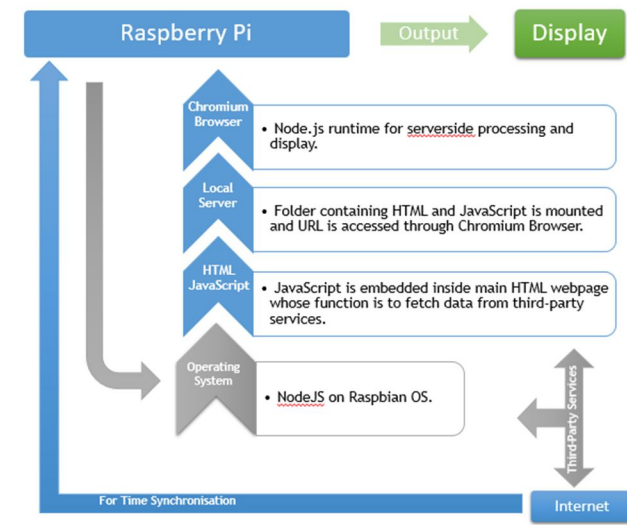 Raspberry Pi
Output
Display
Chromium
Browser
• Node.js runtime for serverside processing and
display.
Local
Server
• Folder containing HTML and JavaScript is mounted
and URL is accessed through Chromium Browser.
HTML
JavaScript
• JavaScript is embedded inside main HTML webpage
whose function is to fetch data from third-party
services.
Operating
System
• NodeJS on Raspbian OS.
Third-Party Services
For Time Synchronisation
Internet